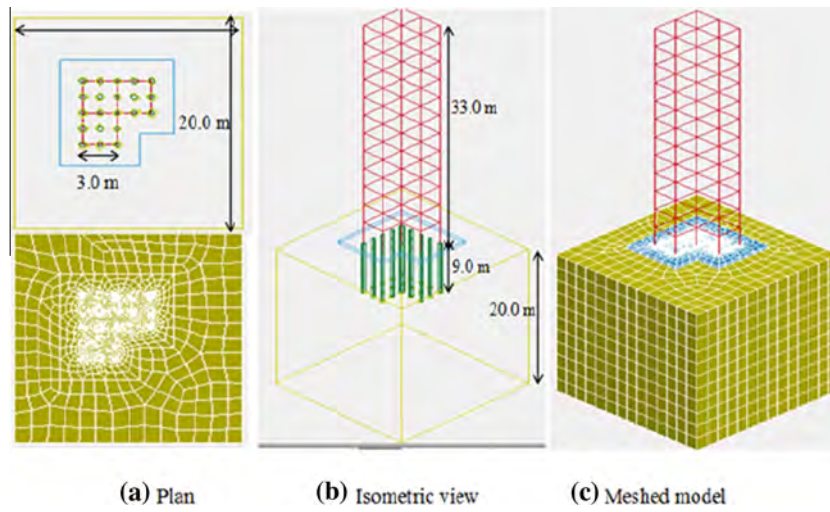 20.0 m
3.0 m
33.0 m
9.0 m
20.0 m
(a) Plan
(b) Isometric view
(c) Meshed model